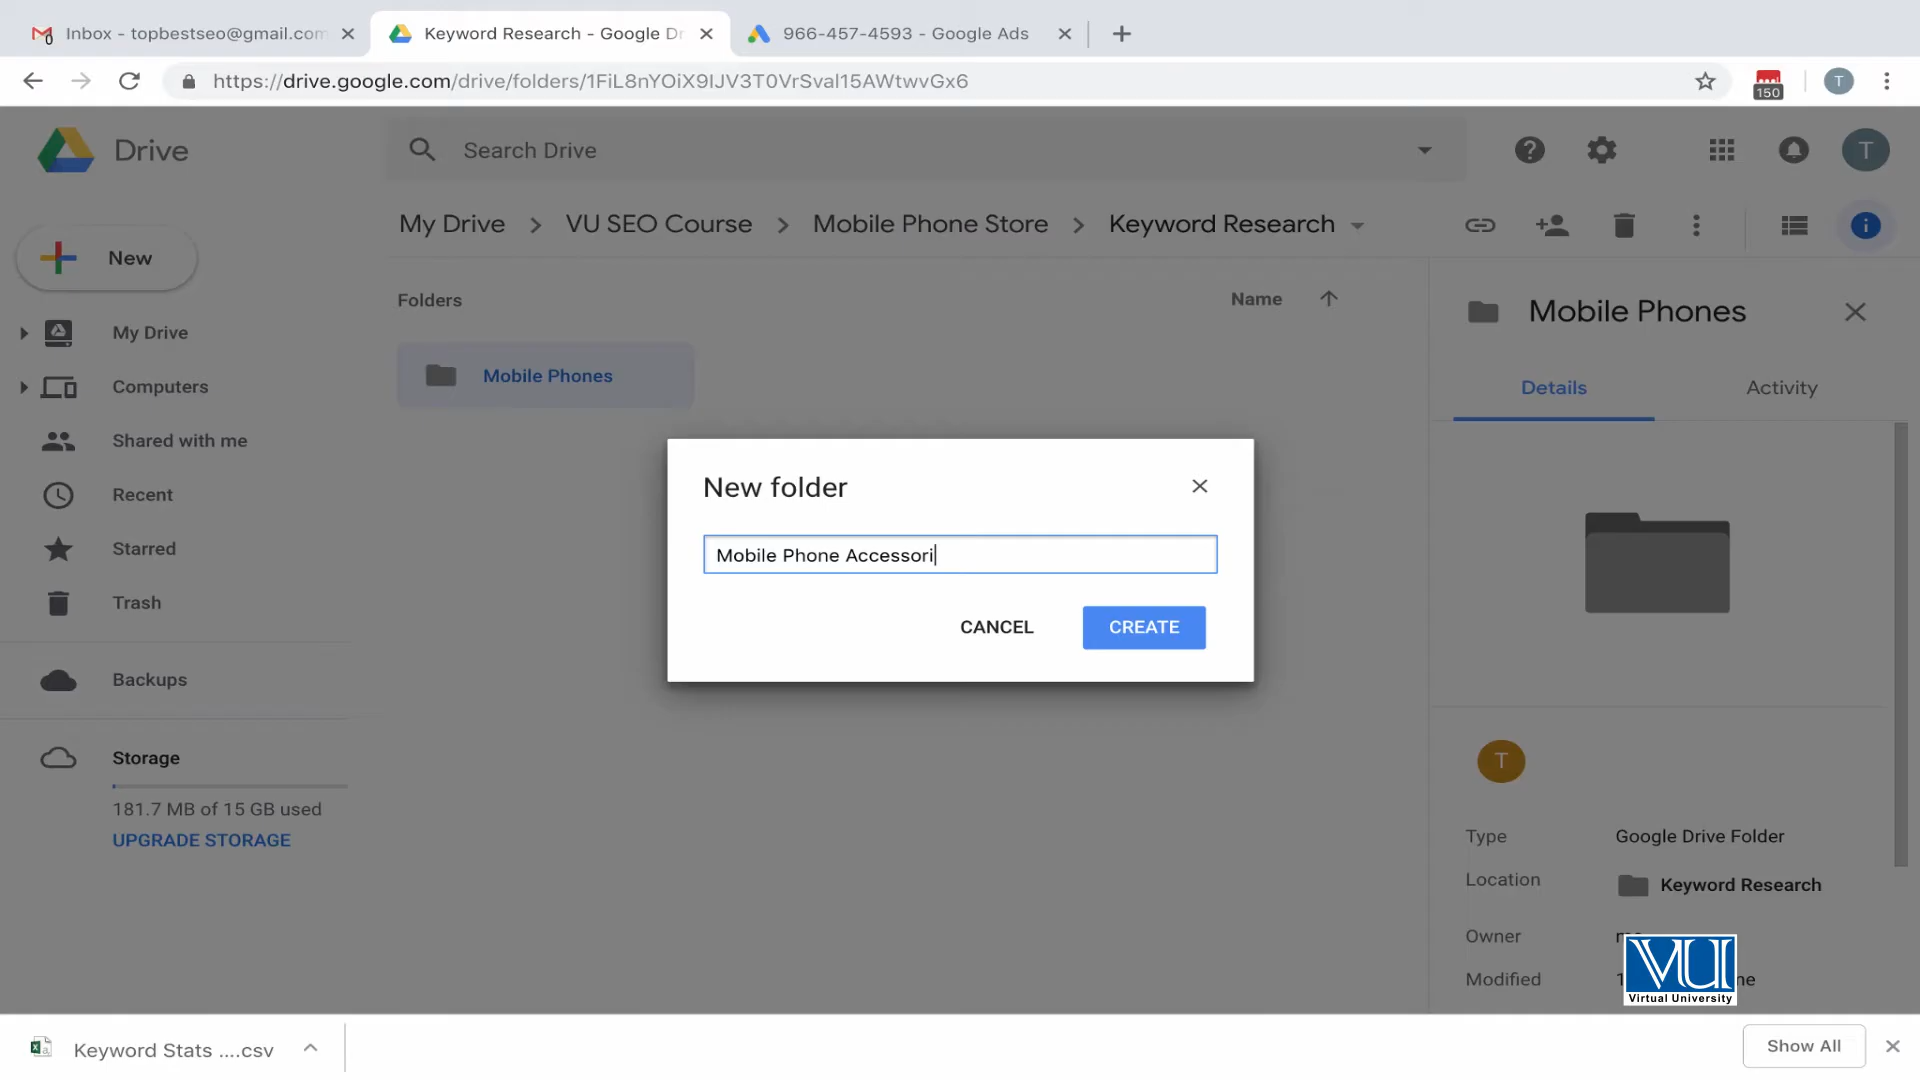 Inbox - topbestseo@gmail.com
Keyword Research - Google Dr
966-457-4593 - Google Ads
https://drive.google.com/drive/folders/1FiL8nYOiX9IJV3T0VrSval15AWtwvGx6
150
T
Drive
Search Drive
T
My Drive > VU SEO Course > Mobile Phone Store > Keyword Research
New
My Drive
Computers
Shared with me
Recent
Starred
Trash
Backups
Storage
181.7 MB of 15 GB used
UPGRADE STORAGE
Folders
Name
Mobile Phones
New folder
Mobile Phone Accessori
CANCEL
CREATE
Mobile Phones
Details
Activity
T
Type
Google Drive Folder
Location
Keyword Research
Owner
Modified
VU
Virtual University
Keyword Stats ....csv
Show All